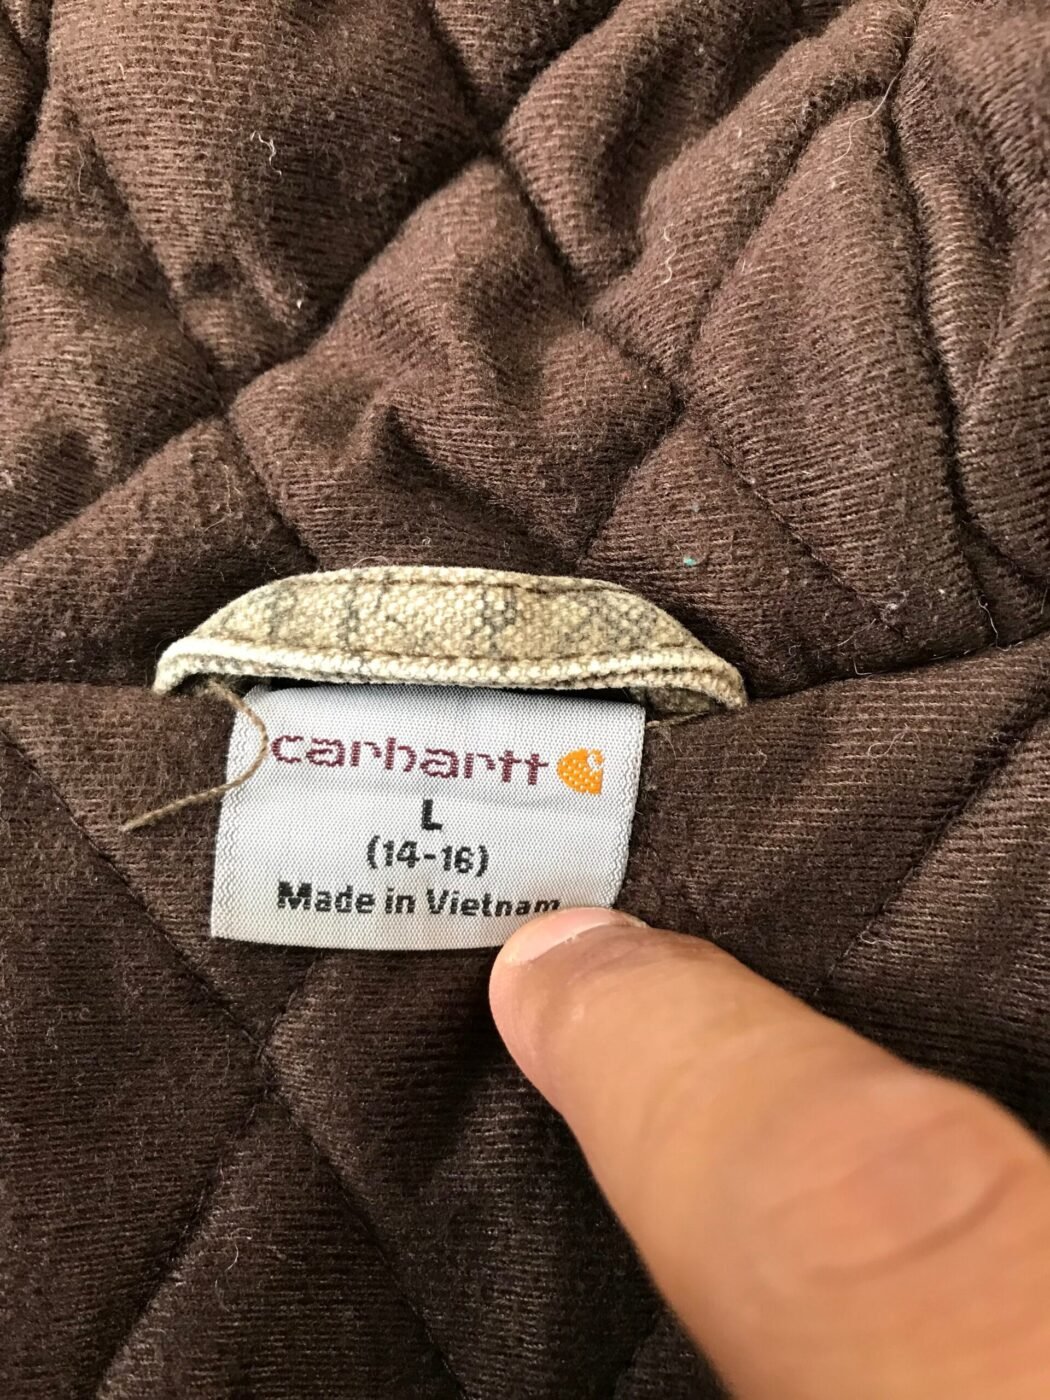 carhartt
L
(14-16)
Made in Vietnam